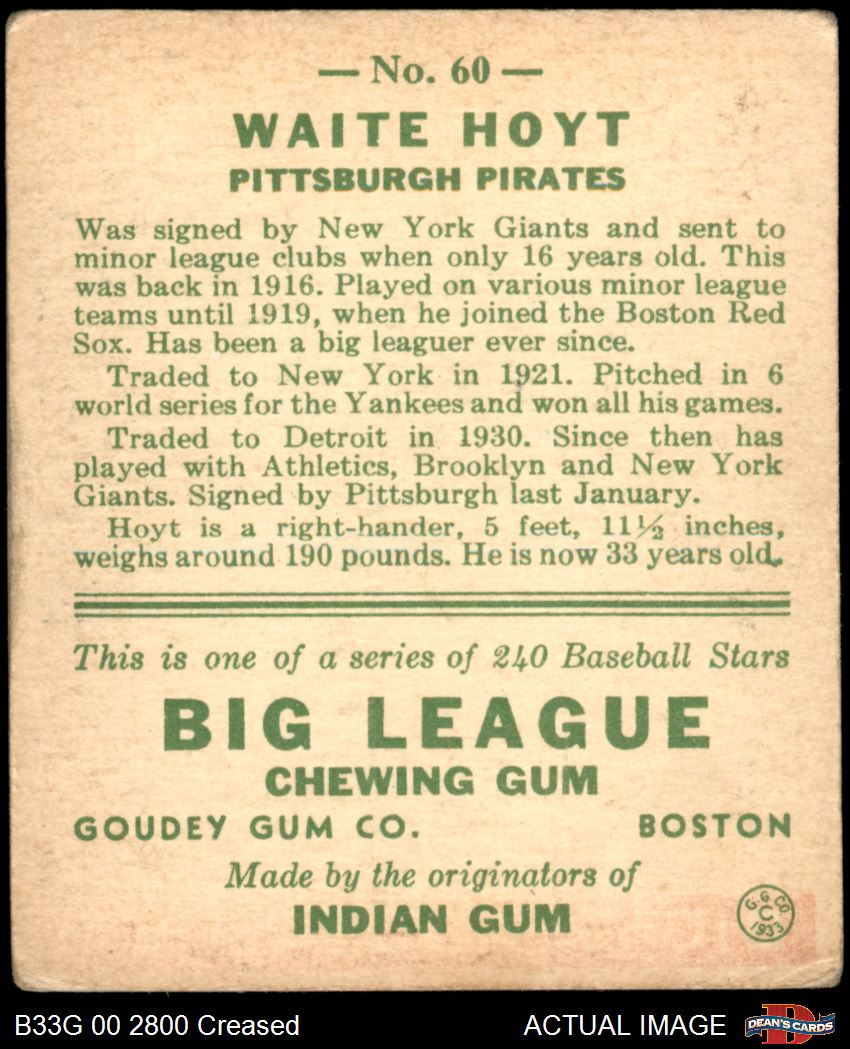 — No. 60 —
WAITE HOYT
PITTSBURGH PIRATES
Was signed by New York Giants and sent to
minor league clubs when only 16 years old. This
was back in 1916. Played on various minor league
teams until 1919, when he joined the Boston Red
Sox. Has been a big leaguer ever since.
Traded to New York in 1921. Pitched in 6
world series for the Yankees and won all his games.
Traded to Detroit in 1930. Since then has
played with Athletics, Brooklyn and New York
Giants. Signed by Pittsburgh last January.
Hoyt is a right-hander, 5 feet, 11½ inches,
weighs around 190 pounds. He is now 33 years old.
This is one of a series of 240 Baseball Stars
BIG LEAGUE
CHEWING GUM
GOUDEY GUM CO. BOSTON
Made by the originators of
INDIAN GUM
G.G.CO.
C
1933
B33G 00 2800 Creased ACTUAL IMAGE
D
DEAN'S CARDS